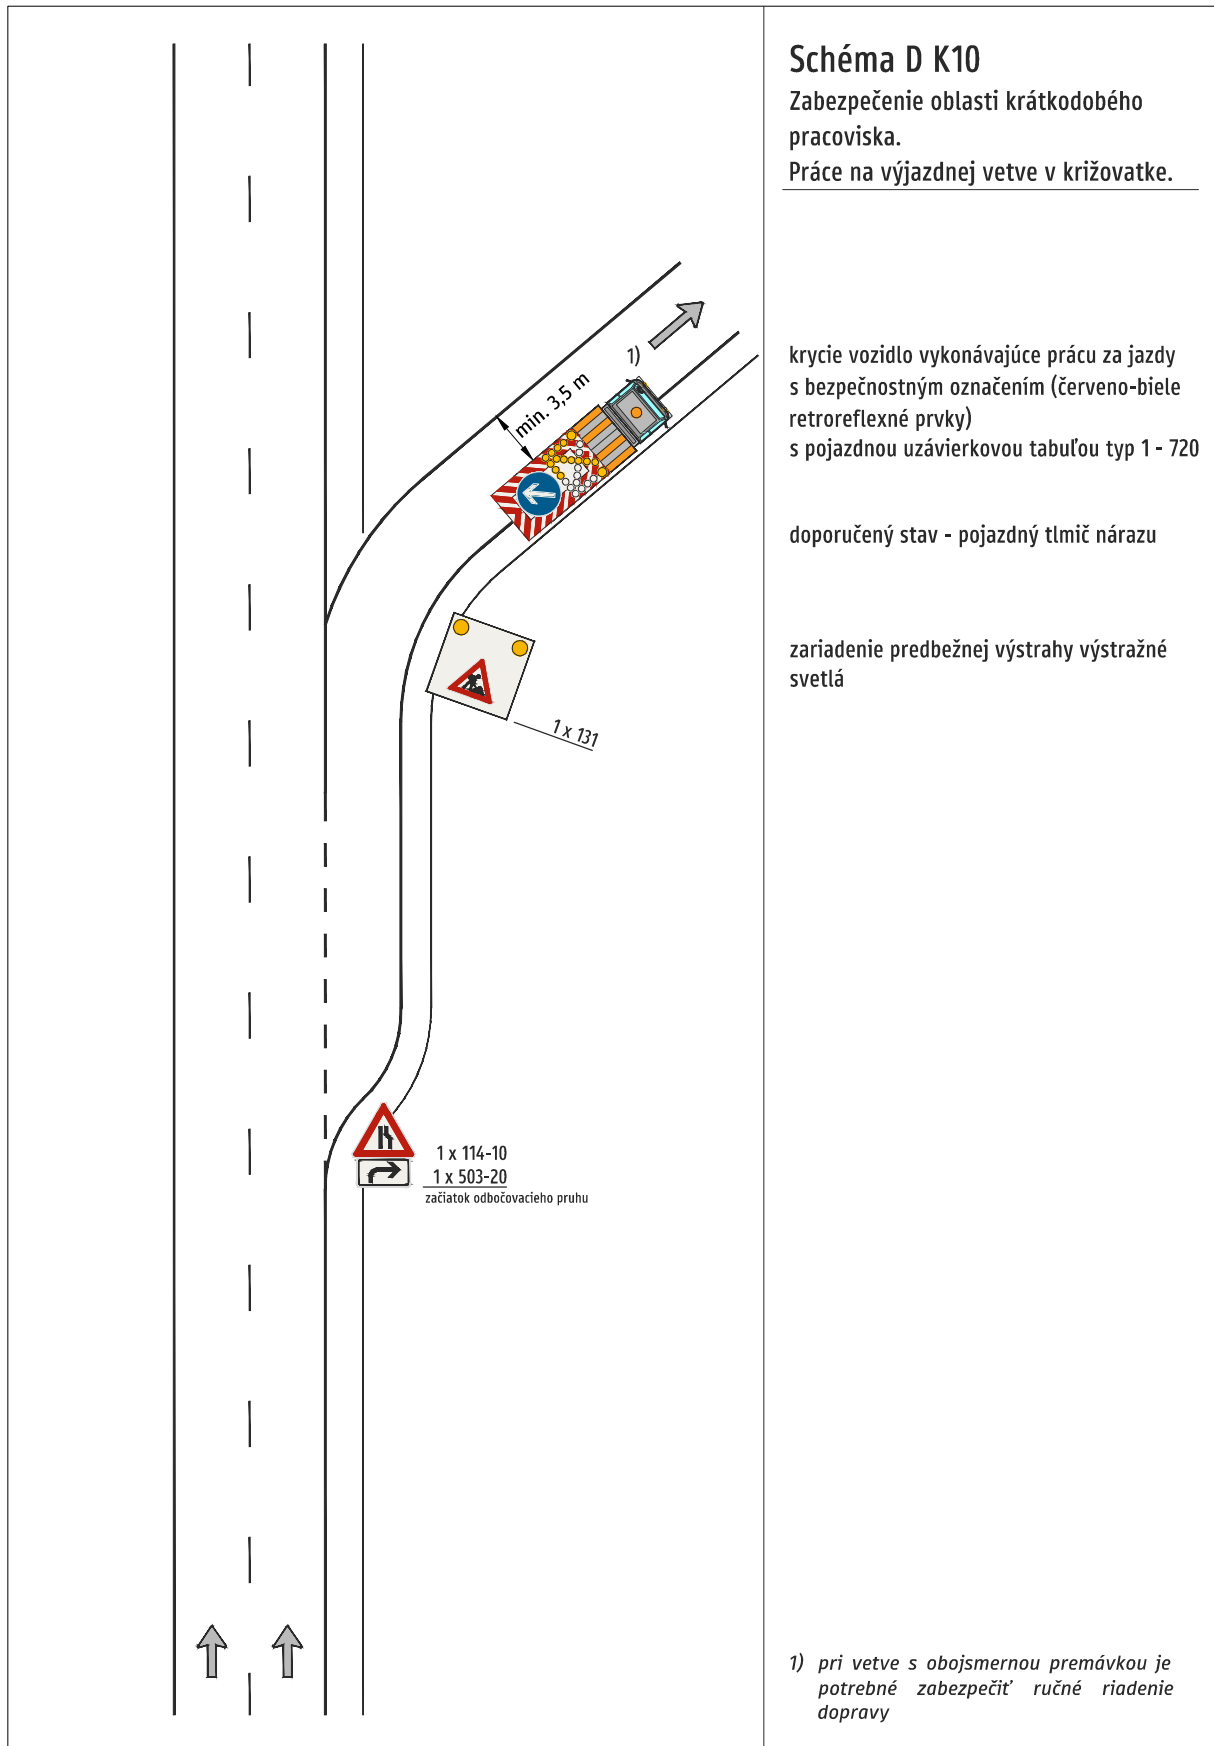 Schéma D K10
Zabezpečenie oblasti krátkodobého
pracoviska.
Práce na výjazdnej vetve v križovatke.
1)
min. 3,5 m
krycie vozidlo vykonávajúce prácu za jazdy
s bezpečnostným označením (červeno-biele
retroreflexné prvky)
s pojazdnou uzávierkovou tabuľou typ 1 - 720
doporučený stav - pojazdný tlmič nárazu
zariadenie predbežnej výstrahy výstražné
svetlá
1 x 131
1 x 114-10
1 x 503-20
začiatok odbočovacieho pruhu
1) pri vetve s obojsmernou premávkou je
potrebné zabezpečiť ručné riadenie
dopravy